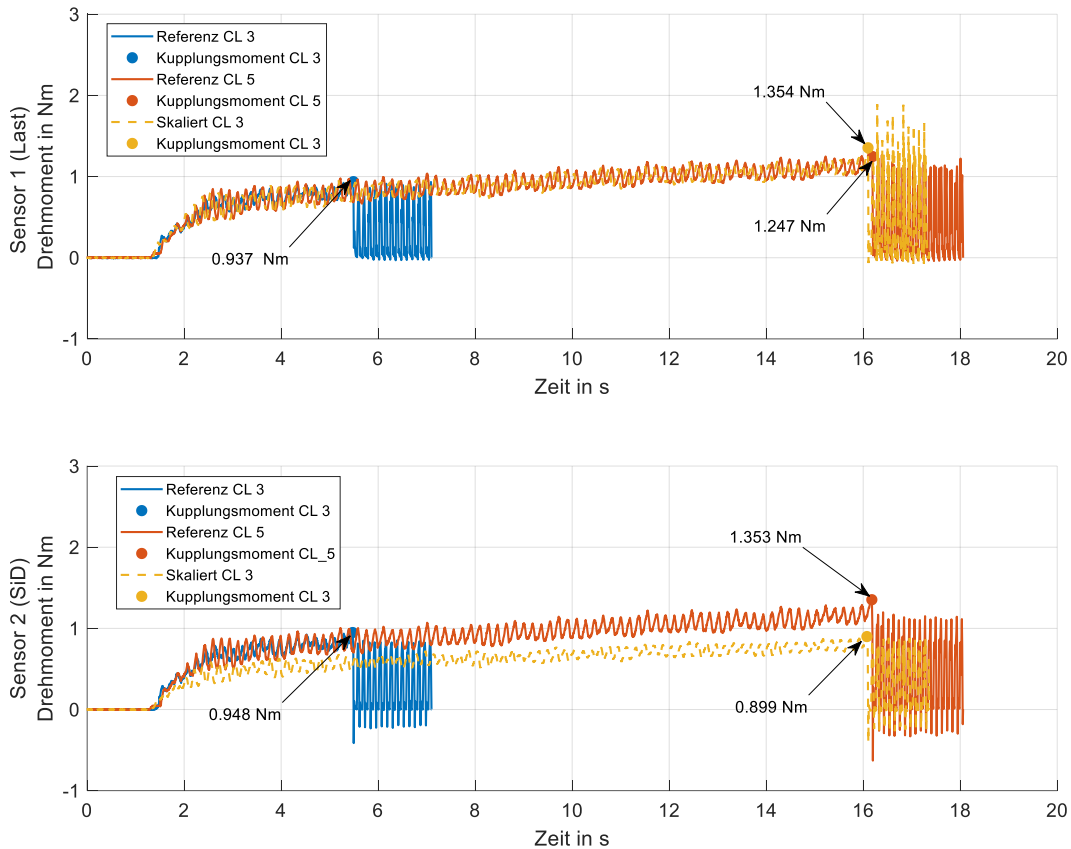 3
2
1
0
-1
Sensor 1 (Last)
Drehmoment in Nm
Referenz CL 3
Kupplungsmoment CL 3
Referenz CL 5
Kupplungsmoment CL 5
Skaliert CL 3
Kupplungsmoment CL 3
1.354 Nm
1.247 Nm
0.937 Nm
0 2 4 6 8 10 12 14 16 18 20
Zeit in s
3
2
1
0
-1
Sensor 2 (SiD)
Drehmoment in Nm
Referenz CL 3
Kupplungsmoment CL 3
Referenz CL 5
Kupplungsmoment CL_5
Skaliert CL 3
Kupplungsmoment CL 3
1.353 Nm
0.899 Nm
0.948 Nm
0 2 4 6 8 10 12 14 16 18 20
Zeit in s